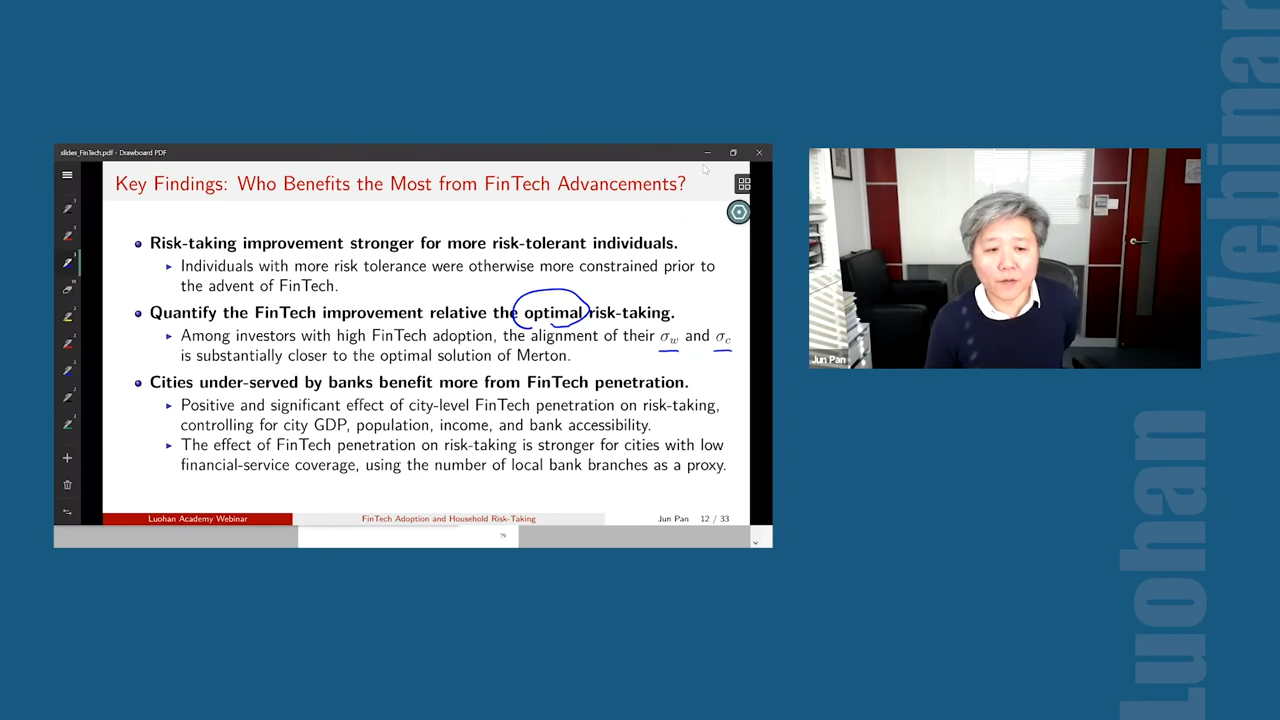 slides_FinTech.pdf - Drawboard PDF
Key Findings: Who Benefits the Most from FinTech Advancements?
Risk-taking improvement stronger for more risk-tolerant individuals.
Individuals with more risk tolerance were otherwise more constrained prior to
the advent of FinTech.
Quantify the FinTech improvement relative the optimal risk-taking.
Among investors with high FinTech adoption, the alignment of their σw and σc
is substantially closer to the optimal solution of Merton.
Cities under-served by banks benefit more from FinTech penetration.
Positive and significant effect of city-level FinTech penetration on risk-taking,
controlling for city GDP, population, income, and bank accessibility.
The effect of FinTech penetration on risk-taking is stronger for cities with low
financial-service coverage, using the number of local bank branches as a proxy.
Luohan Academy Webinar
FinTech Adoption and Household Risk-Taking
Jun Pan
12 / 33
79
Jun Pan
Luohan
Webinar